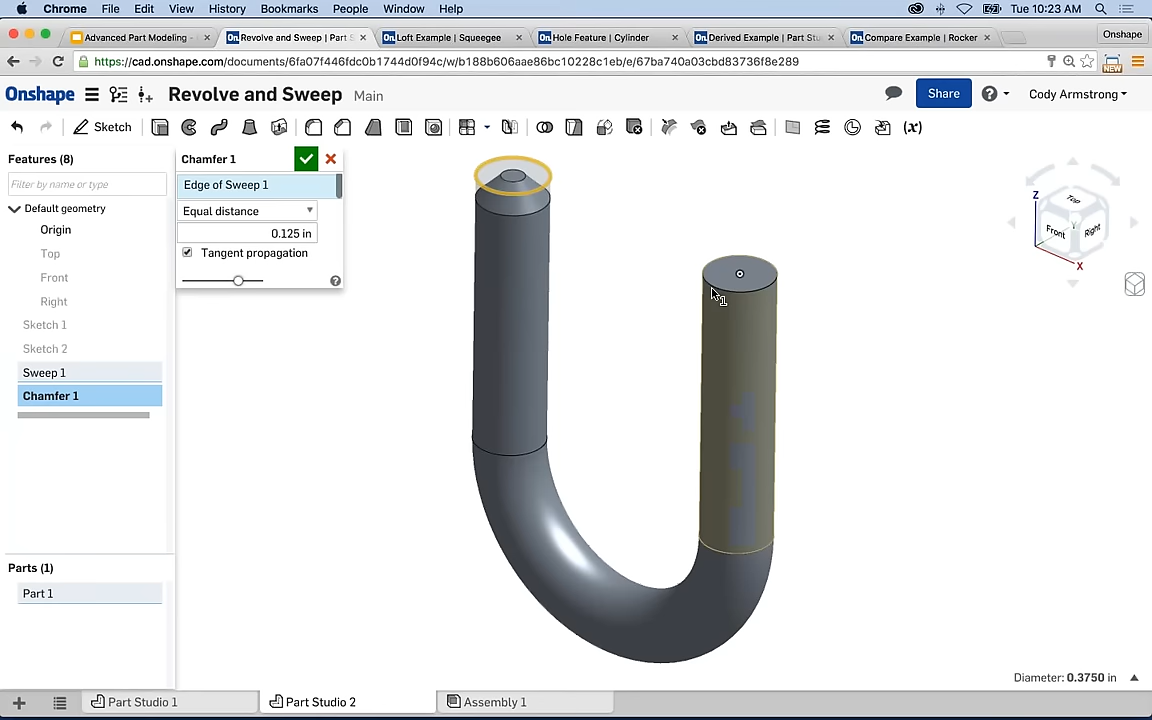 Chrome File Edit View History Bookmarks People Window Help Tue 10:23 AM
Advanced Part Modeling - Revolve and Sweep | Part S Loft Example | Squeegee Hole Feature | Cylinder Derived Example | Part Stu Compare Example | Rocker Onshape
https://cad.onshape.com/documents/6fa07f446fdc0b1744d0f94c/w/b188b606aae86bc10228c1eb/e/67ba740a03cbd83736f8e289 NEW
Onshape Revolve and Sweep Main Share Cody Armstrong
Sketch (x)
Features (8)
Filter by name or type
Default geometry
Origin
Top
Front
Right
Sketch 1
Sketch 2
Sweep 1
Chamfer 1
Parts (1)
Part 1
Chamfer 1
Edge of Sweep 1
Equal distance
0.125 in
Tangent propagation
Z
Top
Front
Right
Y
X
1
Diameter: 0.3750 in
Part Studio 1 Part Studio 2 Assembly 1